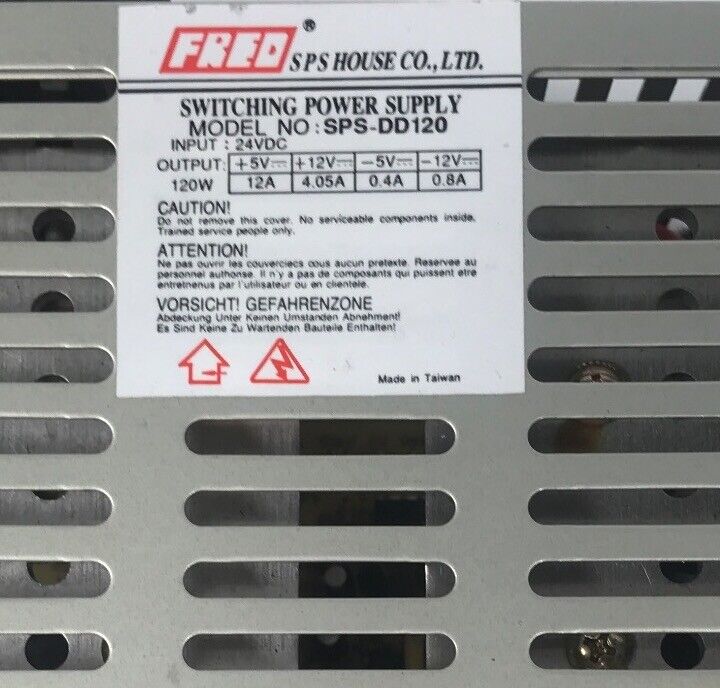 FRED® SPS HOUSE CO., LTD.
SWITCHING POWER SUPPLY
MODEL NO: SPS-DD120
INPUT : 24VDC
OUTPUT: +5V⎓ +12V⎓ −5V⎓ −12V⎓
120W 12A 4.05A 0.4A 0.8A
CAUTION!
Do not remove this cover. No serviceable components inside.
Trained service people only.
ATTENTION!
Ne pas ouvrir les couverciecs ous aucun pretexte. Reservee au
personnel authonse. Il n'y a pas de composants qui puissent etre
entretnenus par l'utilisateur ou en clientele.
VORSICHT! GEFAHRENZONE
Abdeckung Unter Keinen Umstanden Abnehment!
Es Sind Keine Zu Wartenden Bauteile Enthalten!
Made in Taiwan